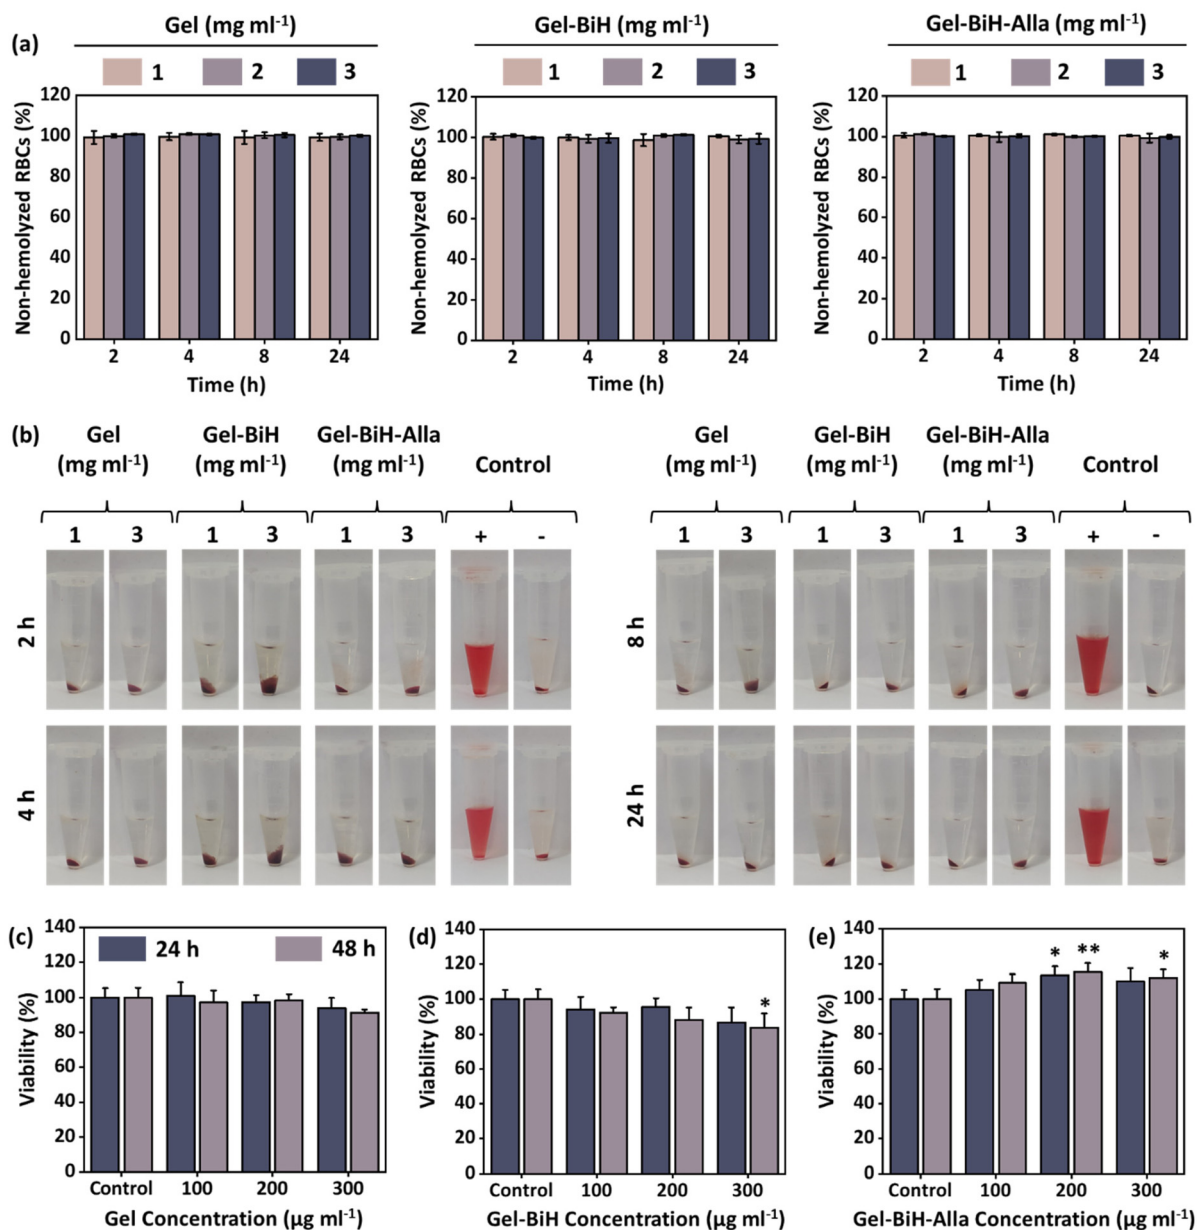 (a)
Gel (mg ml⁻¹)
1 2 3
Non-hemolyzed RBCs (%)
120
100
80
60
40
20
0
2 4 8 24
Time (h)
Gel-BiH (mg ml⁻¹)
1 2 3
Non-hemolyzed RBCs (%)
120
100
80
60
40
20
0
2 4 8 24
Time (h)
Gel-BiH-Alla (mg ml⁻¹)
1 2 3
Non-hemolyzed RBCs (%)
120
100
80
60
40
20
0
2 4 8 24
Time (h)
(b)
Gel
(mg ml⁻¹)
Gel-BiH
(mg ml⁻¹)
Gel-BiH-Alla
(mg ml⁻¹)
Control
1 3 1 3 1 3 + -
2 h
4 h
Gel
(mg ml⁻¹)
Gel-BiH
(mg ml⁻¹)
Gel-BiH-Alla
(mg ml⁻¹)
Control
1 3 1 3 1 3 + -
8 h
24 h
(c)
24 h 48 h
Viability (%)
140
120
100
80
60
40
20
0
Control 100 200 300
Gel Concentration (µg ml⁻¹)
(d)
Viability (%)
140
120
100
80
60
40
20
0
*
Control 100 200 300
Gel-BiH Concentration (µg ml⁻¹)
(e)
Viability (%)
140
120
100
80
60
40
20
0
* ** *
Control 100 200 300
Gel-BiH-Alla Concentration (µg ml⁻¹)